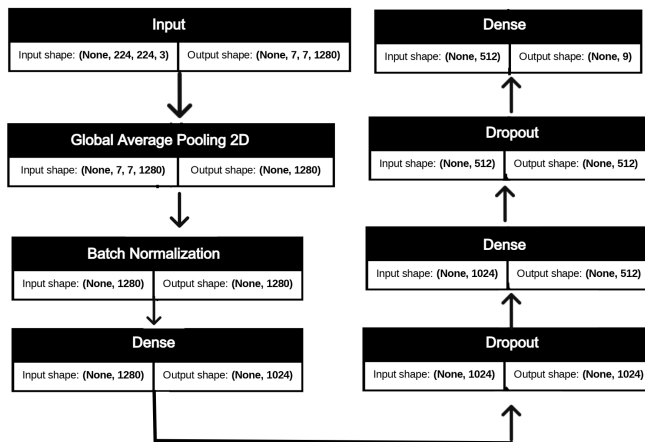 Input
Input shape: (None, 224, 224, 3) Output shape: (None, 7, 7, 1280)
Global Average Pooling 2D
Input shape: (None, 7, 7, 1280) Output shape: (None, 1280)
Batch Normalization
Input shape: (None, 1280) Output shape: (None, 1280)
Dense
Input shape: (None, 1280) Output shape: (None, 1024)
Dropout
Input shape: (None, 1024) Output shape: (None, 1024)
Dense
Input shape: (None, 1024) Output shape: (None, 512)
Dropout
Input shape: (None, 512) Output shape: (None, 512)
Dense
Input shape: (None, 512) Output shape: (None, 9)